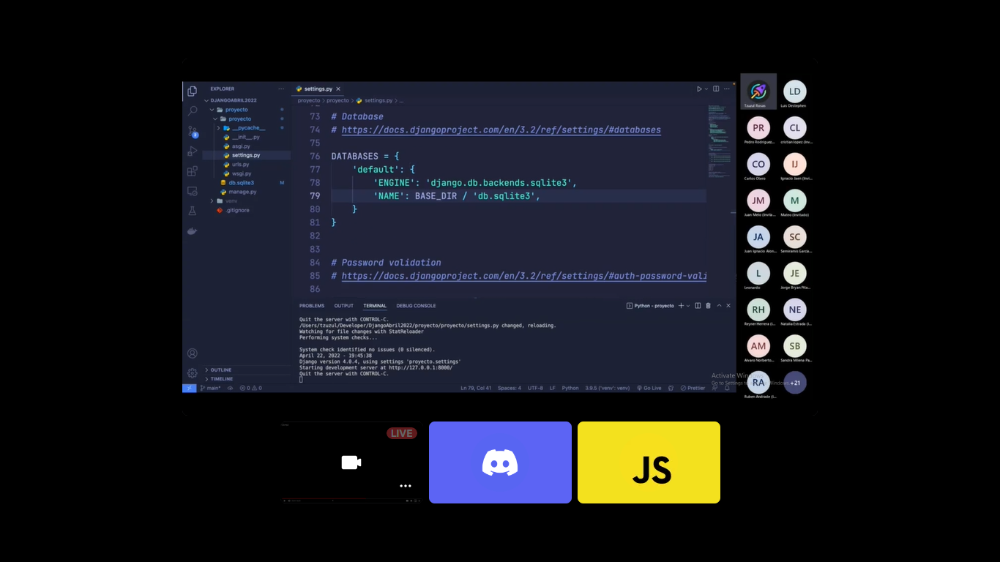 EXPLORER
DJANGOABRIL2022
proyecto
proyecto
__pycache__
__init__.py
asgi.py
settings.py
urls.py
wsgi.py
db.sqlite3 M
manage.py
venv
.gitignore
OUTLINE
TIMELINE
2
settings.py
proyecto > proyecto > settings.py > ...
73 # Database
74 # https://docs.djangoproject.com/en/3.2/ref/settings/#databases
75
76 DATABASES = {
77 'default': {
78 'ENGINE': 'django.db.backends.sqlite3',
79 'NAME': BASE_DIR / 'db.sqlite3',
80 }
81 }
82
83
84 # Password validation
85 # https://docs.djangoproject.com/en/3.2/ref/settings/#auth-password-vali
86
PROBLEMS OUTPUT TERMINAL DEBUG CONSOLE
Python - proyecto
Quit the server with CONTROL-C.
/Users/tzuzul/Developer/DjangoAbril2022/proyecto/proyecto/settings.py changed, reloading.
Watching for file changes with StatReloader
Performing system checks...
System check identified no issues (0 silenced).
April 22, 2022 - 19:45:38
Django version 4.0.4, using settings 'proyecto.settings'
Starting development server at http://127.0.0.1:8000/
Quit the server with CONTROL-C.
main* 0 0
Ln 79, Col 41 Spaces: 4 UTF-8 LF Python 3.9.5 ('venv': venv) Go Live Prettier
Tzuzul Rosas
LD
Luis Destephen
PR
Pedro Rodriguez...
CL
cristian lopez (Inv...
CO
Carlos Otero
IJ
Ignacio Jaen (Invi...
JM
Juan Melo (Invita...
M
Mateo (Invitado)
JA
Juan Ignacio Alon...
SC
Semiramis Garcia...
L
Leonardo
JE
Jorge Bryan
RH
Reyner Herrera (I...
NE
Natalia Estrada (I...
AM
Alvaro Norberto...
SB
Sandra Milena Pa...
RA
Ruben Andrade (I...
+21
Activate Windows
Go to Settings to Windows.
LIVE
JS